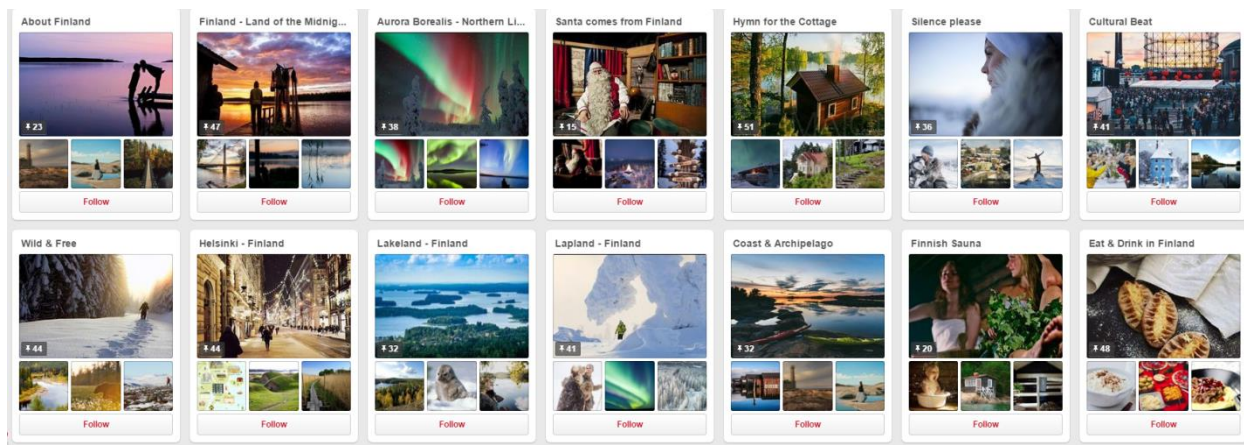 About Finland
Finland - Land of the Midnig...
Aurora Borealis - Northern Li...
Santa comes from Finland
Hymn for the Cottage
Silence please
Cultural Beat
23
47
38
15
51
36
41
Follow
Follow
Follow
Follow
Follow
Follow
Follow
Wild & Free
Helsinki - Finland
Lakeland - Finland
Lapland - Finland
Coast & Archipelago
Finnish Sauna
Eat & Drink in Finland
44
44
32
41
32
20
48
Follow
Follow
Follow
Follow
Follow
Follow
Follow